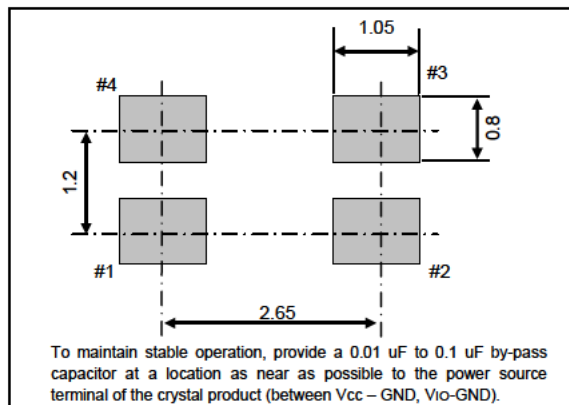 1.05
#4
#3
0.8
1.2
#1
#2
2.65
To maintain stable operation, provide a 0.01 uF to 0.1 uF by-pass
capacitor at a location as near as possible to the power source
terminal of the crystal product (between Vcc – GND, VIO-GND).